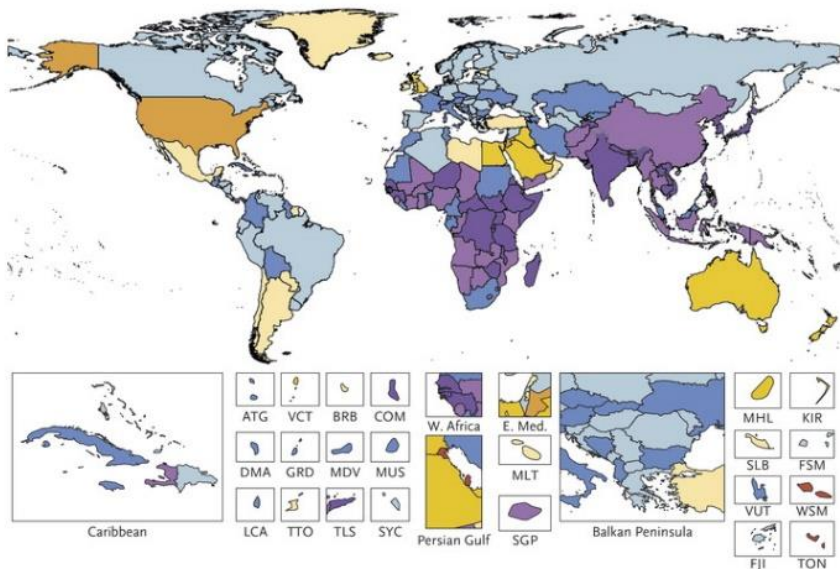 ATG VCT BRB COM W. Africa E. Med. MHL KIR
DMA GRD MDV MUS MLT SLB FSM
LCA TTO TLS SYC Persian Gulf SGP VUT WSM
Caribbean Balkan Peninsula FJI TON